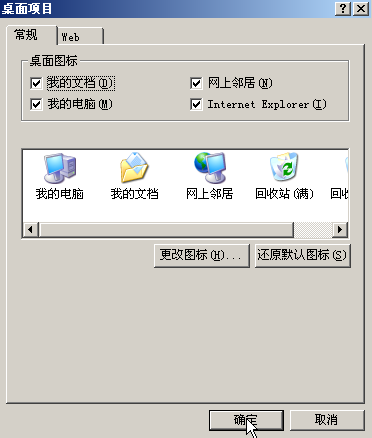 桌面项目
常规 Web
桌面图标
我的文档(D) 网上邻居(N)
我的电脑(M) Internet Explorer(I)
我的电脑 我的文档 网上邻居 回收站(满) 回收
更改图标(H)... 还原默认图标(S)
确定 取消